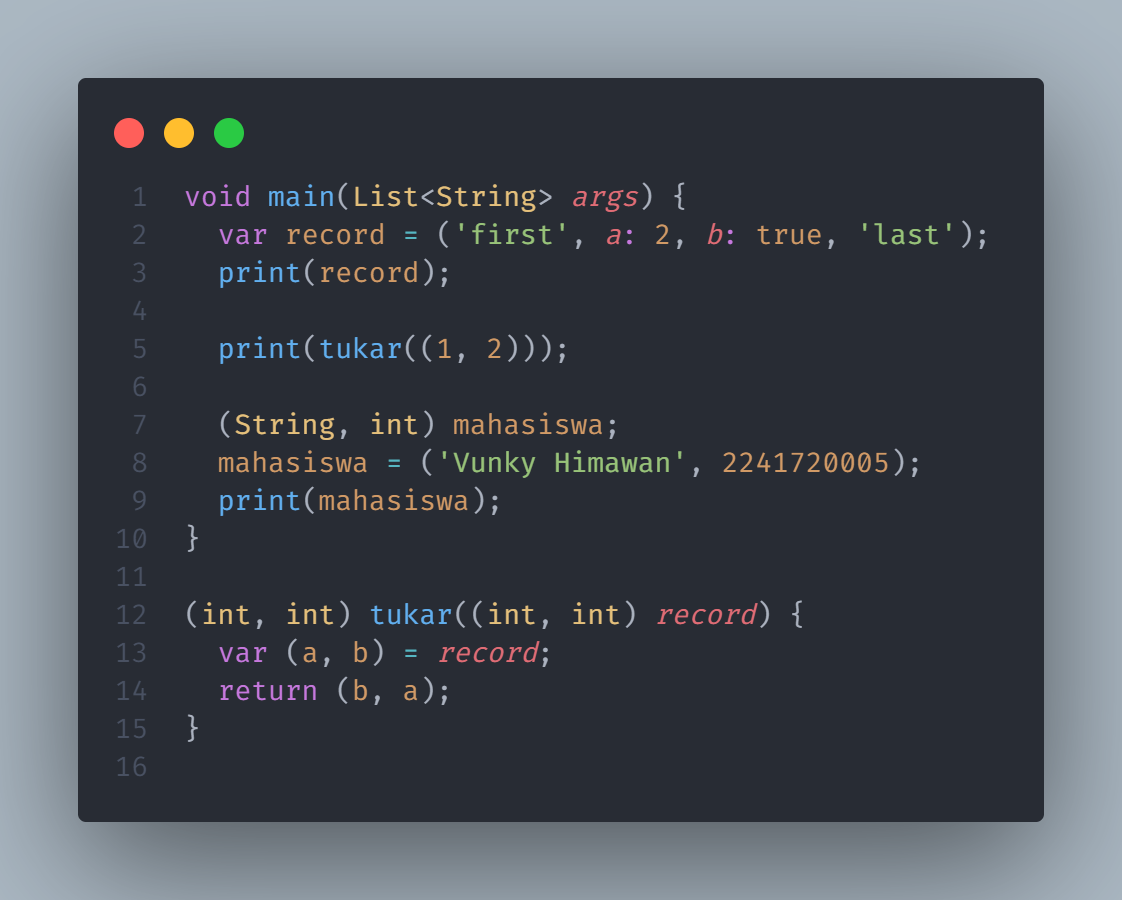 1 void main(List<String> args) {
2   var record = ('first', a: 2, b: true, 'last');
3   print(record);
4
5   print(tukar((1, 2)));
6
7   (String, int) mahasiswa;
8   mahasiswa = ('Vunky Himawan', 2241720005);
9   print(mahasiswa);
10 }
11
12 (int, int) tukar((int, int) record) {
13   var (a, b) = record;
14   return (b, a);
15 }
16